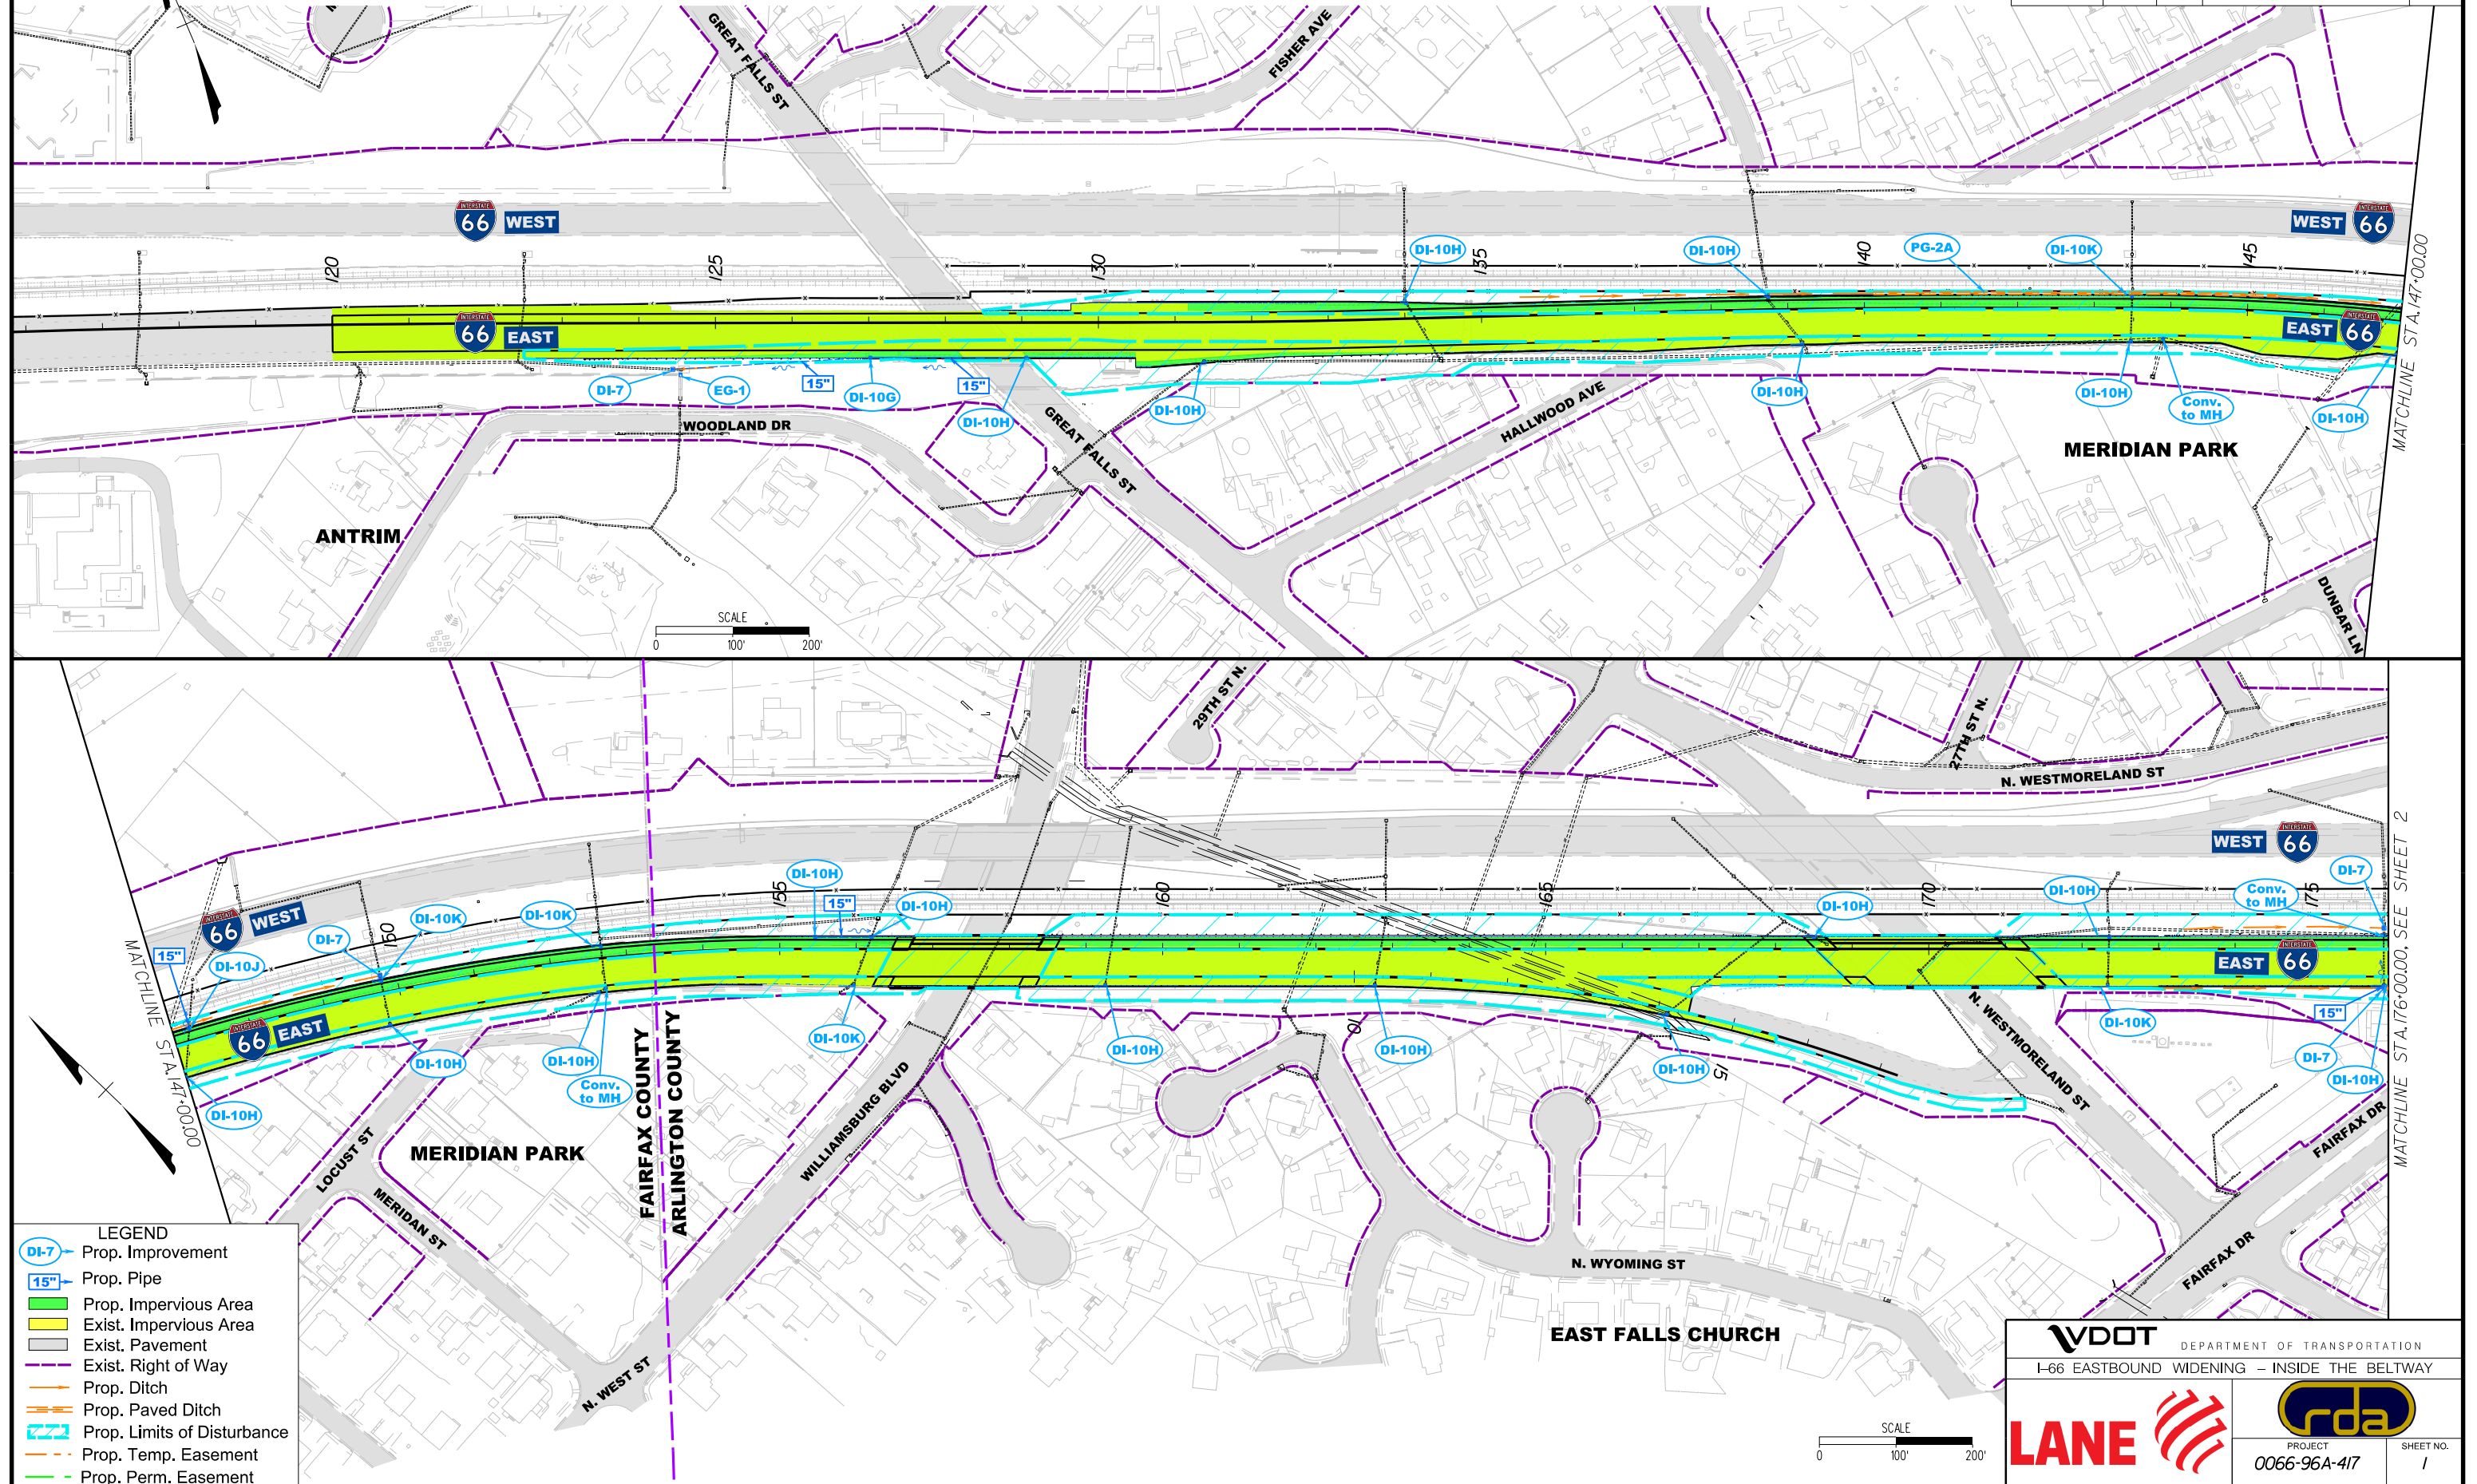 GREAT FALLS ST
FISHER AVE
INTERSTATE
66
WEST
WEST
INTERSTATE
66
120
125
130
135
140
145
DI-10H
DI-10H
PG-2A
DI-10K
INTERSTATE
66
EAST
EAST
INTERSTATE
66
MATCHLINE STA.147+00.00
DI-7
EG-1
15"
DI-10G
15"
DI-10H
DI-10H
DI-10H
DI-10H
Conv.
to MH
DI-10H
WOODLAND DR
GREAT FALLS ST
HALLWOOD AVE
MERIDIAN PARK
ANTRIM
DUNBAR LN
SCALE
0 100' 200'
29TH ST N.
27TH ST N.
N. WESTMORELAND ST
WEST
INTERSTATE
66
INTERSTATE
66
WEST
150
155
160
165
170
175
DI-10H
15"
DI-10H
DI-10K
DI-10K
DI-7
15"
DI-10J
DI-10H
DI-10H
Conv.
to MH
DI-7
INTERSTATE
66
EAST
EAST
INTERSTATE
66
MATCHLINE STA.147+00.00
MATCHLINE STA.176+00.00, SEE SHEET 2
DI-10H
DI-10H
DI-10H
Conv.
to MH
DI-10K
DI-10H
10
DI-10H
DI-10H
15
DI-10K
15"
DI-7
DI-10H
N. WESTMORELAND ST
FAIRFAX DR
FAIRFAX DR
LOCUST ST
MERIDIAN PARK
MERIDAN ST
FAIRFAX COUNTY
ARLINGTON COUNTY
WILLIAMSBURG BLVD
N. WEST ST
N. WYOMING ST
EAST FALLS CHURCH
LEGEND
DI-7 Prop. Improvement
15" Prop. Pipe
Prop. Impervious Area
Exist. Impervious Area
Exist. Pavement
Exist. Right of Way
Prop. Ditch
Prop. Paved Ditch
Prop. Limits of Disturbance
Prop. Temp. Easement
Prop. Perm. Easement
SCALE
0 100' 200'
VDOT DEPARTMENT OF TRANSPORTATION
I-66 EASTBOUND WIDENING - INSIDE THE BELTWAY
LANE
rda
PROJECT
0066-96A-417
SHEET NO.
1